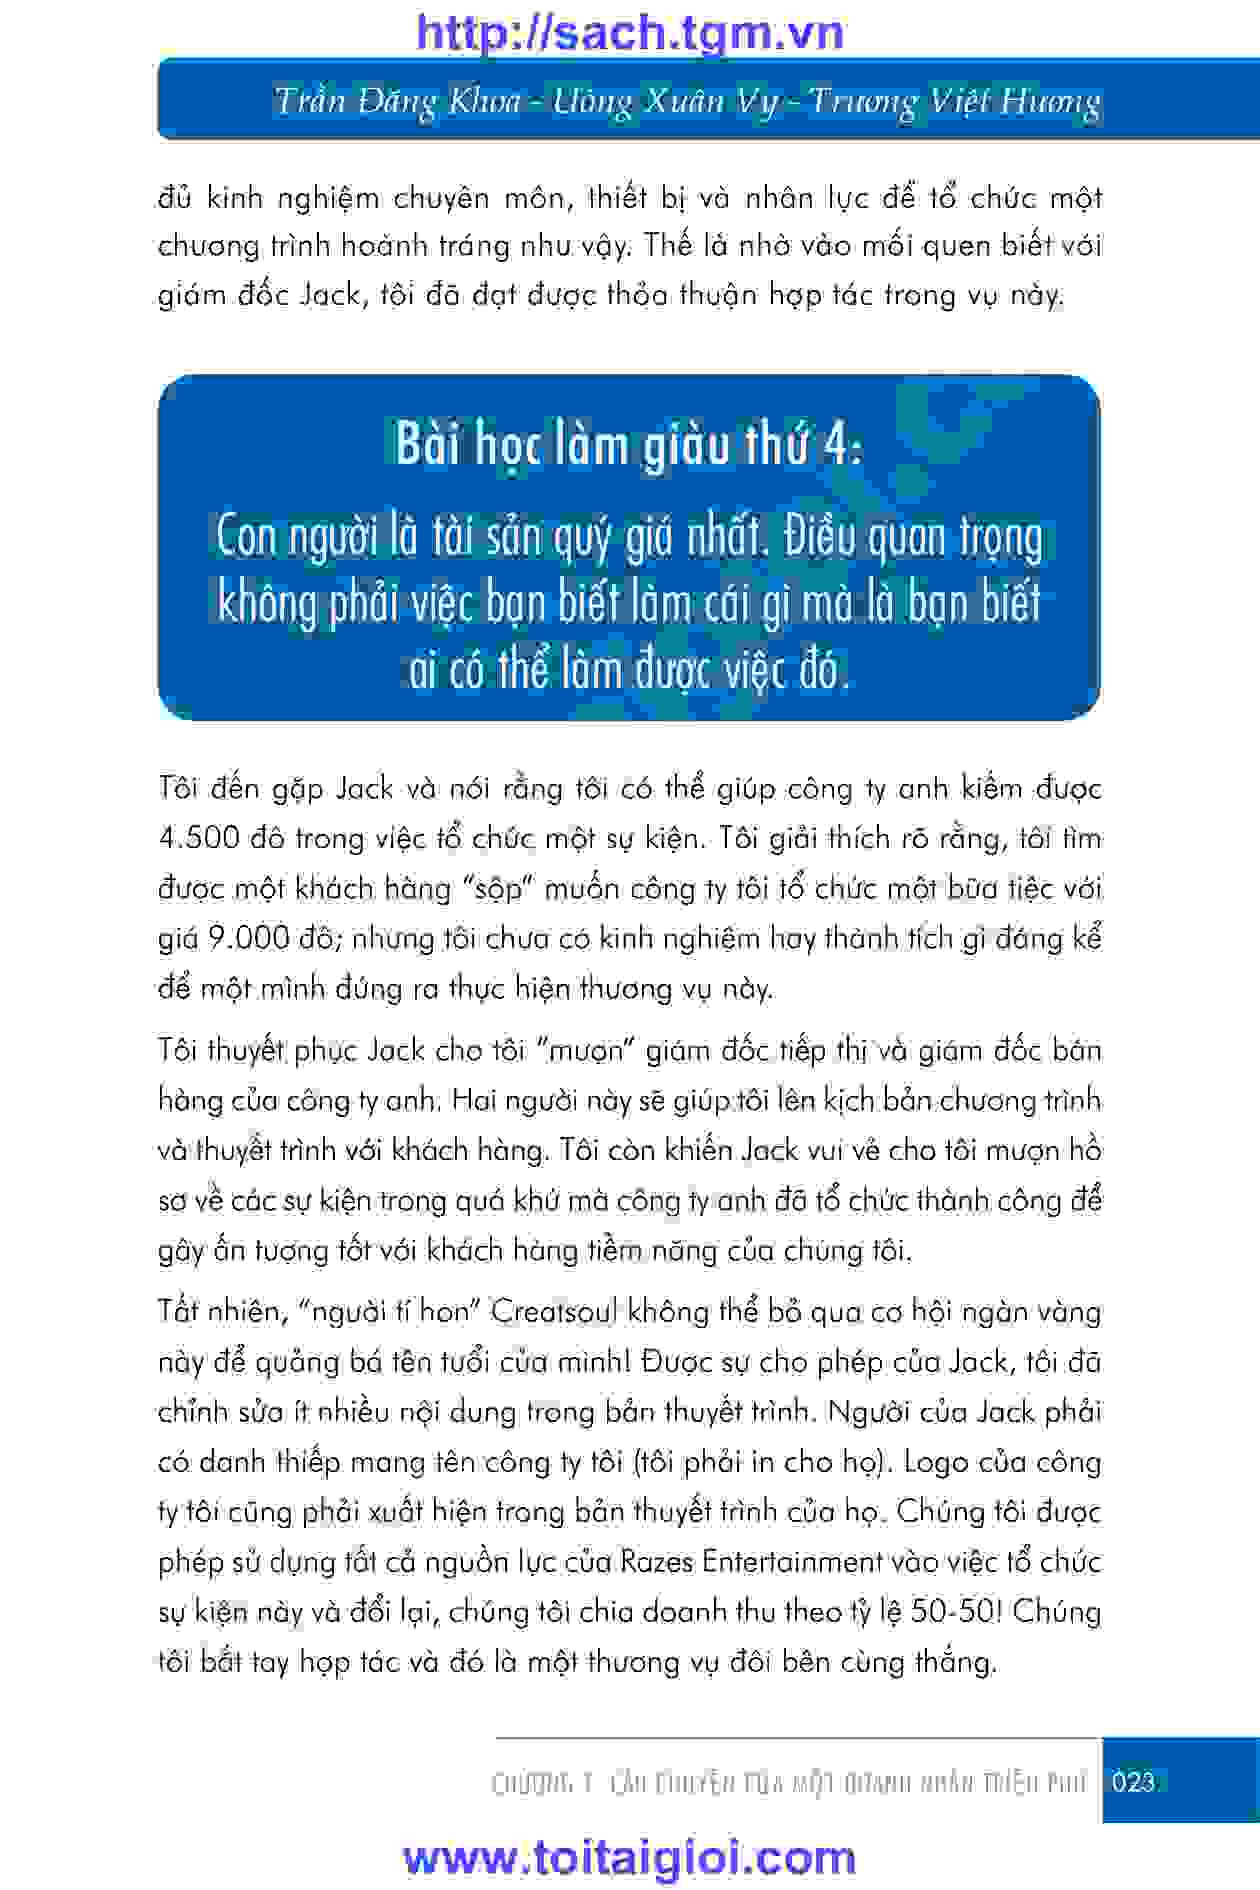 http://sach.tgm.vn
Trần Đăng Khoa - Uông Xuân Vy - Trương Việt Hương
đủ kinh nghiệm chuyên môn, thiết bị và nhân lực để tổ chức một
chương trình hoành tráng như vậy. Thế là nhờ vào mối quen biết với
giám đốc Jack, tôi đã đạt được thỏa thuận hợp tác trong vụ này.
Bài học làm giàu thứ 4:
Con người là tài sản quý giá nhất. Điều quan trọng
không phải việc bạn biết làm cái gì mà là bạn biết
ai có thể làm được việc đó.
Tôi đến gặp Jack và nói rằng tôi có thể giúp công ty anh kiếm được
4.500 đô trong việc tổ chức một sự kiện. Tôi giải thích rõ rằng, tôi tìm
được một khách hàng “sộp” muốn công ty tôi tổ chức một bữa tiệc với
giá 9.000 đô; nhưng tôi chưa có kinh nghiệm hay thành tích gì đáng kể
để một mình đứng ra thực hiện thương vụ này.
Tôi thuyết phục Jack cho tôi “mượn” giám đốc tiếp thị và giám đốc bán
hàng của công ty anh. Hai người này sẽ giúp tôi lên kịch bản chương trình
và thuyết trình với khách hàng. Tôi còn khiến Jack vui vẻ cho tôi mượn hồ
sơ về các sự kiện trong quá khứ mà công ty anh đã tổ chức thành công để
gây ấn tượng tốt với khách hàng tiềm năng của chúng tôi.
Tất nhiên, “người tí hon” Creatsoul không thể bỏ qua cơ hội ngàn vàng
này để quảng bá tên tuổi của mình! Được sự cho phép của Jack, tôi đã
chỉnh sửa ít nhiều nội dung trong bản thuyết trình. Người của Jack phải
có danh thiếp mang tên công ty tôi (tôi phải in cho họ). Logo của công
ty tôi cũng phải xuất hiện trong bản thuyết trình của họ. Chúng tôi được
phép sử dụng tất cả nguồn lực của Razes Entertainment vào việc tổ chức
sự kiện này và đổi lại, chúng tôi chia doanh thu theo tỷ lệ 50-50! Chúng
tôi bắt tay hợp tác và đó là một thương vụ đôi bên cùng thắng.
CHƯƠNG 1 CÂU CHUYỆN CỦA MỘT DOANH NHÂN TRIỆU PHÚ 023
www.toitaigioi.com